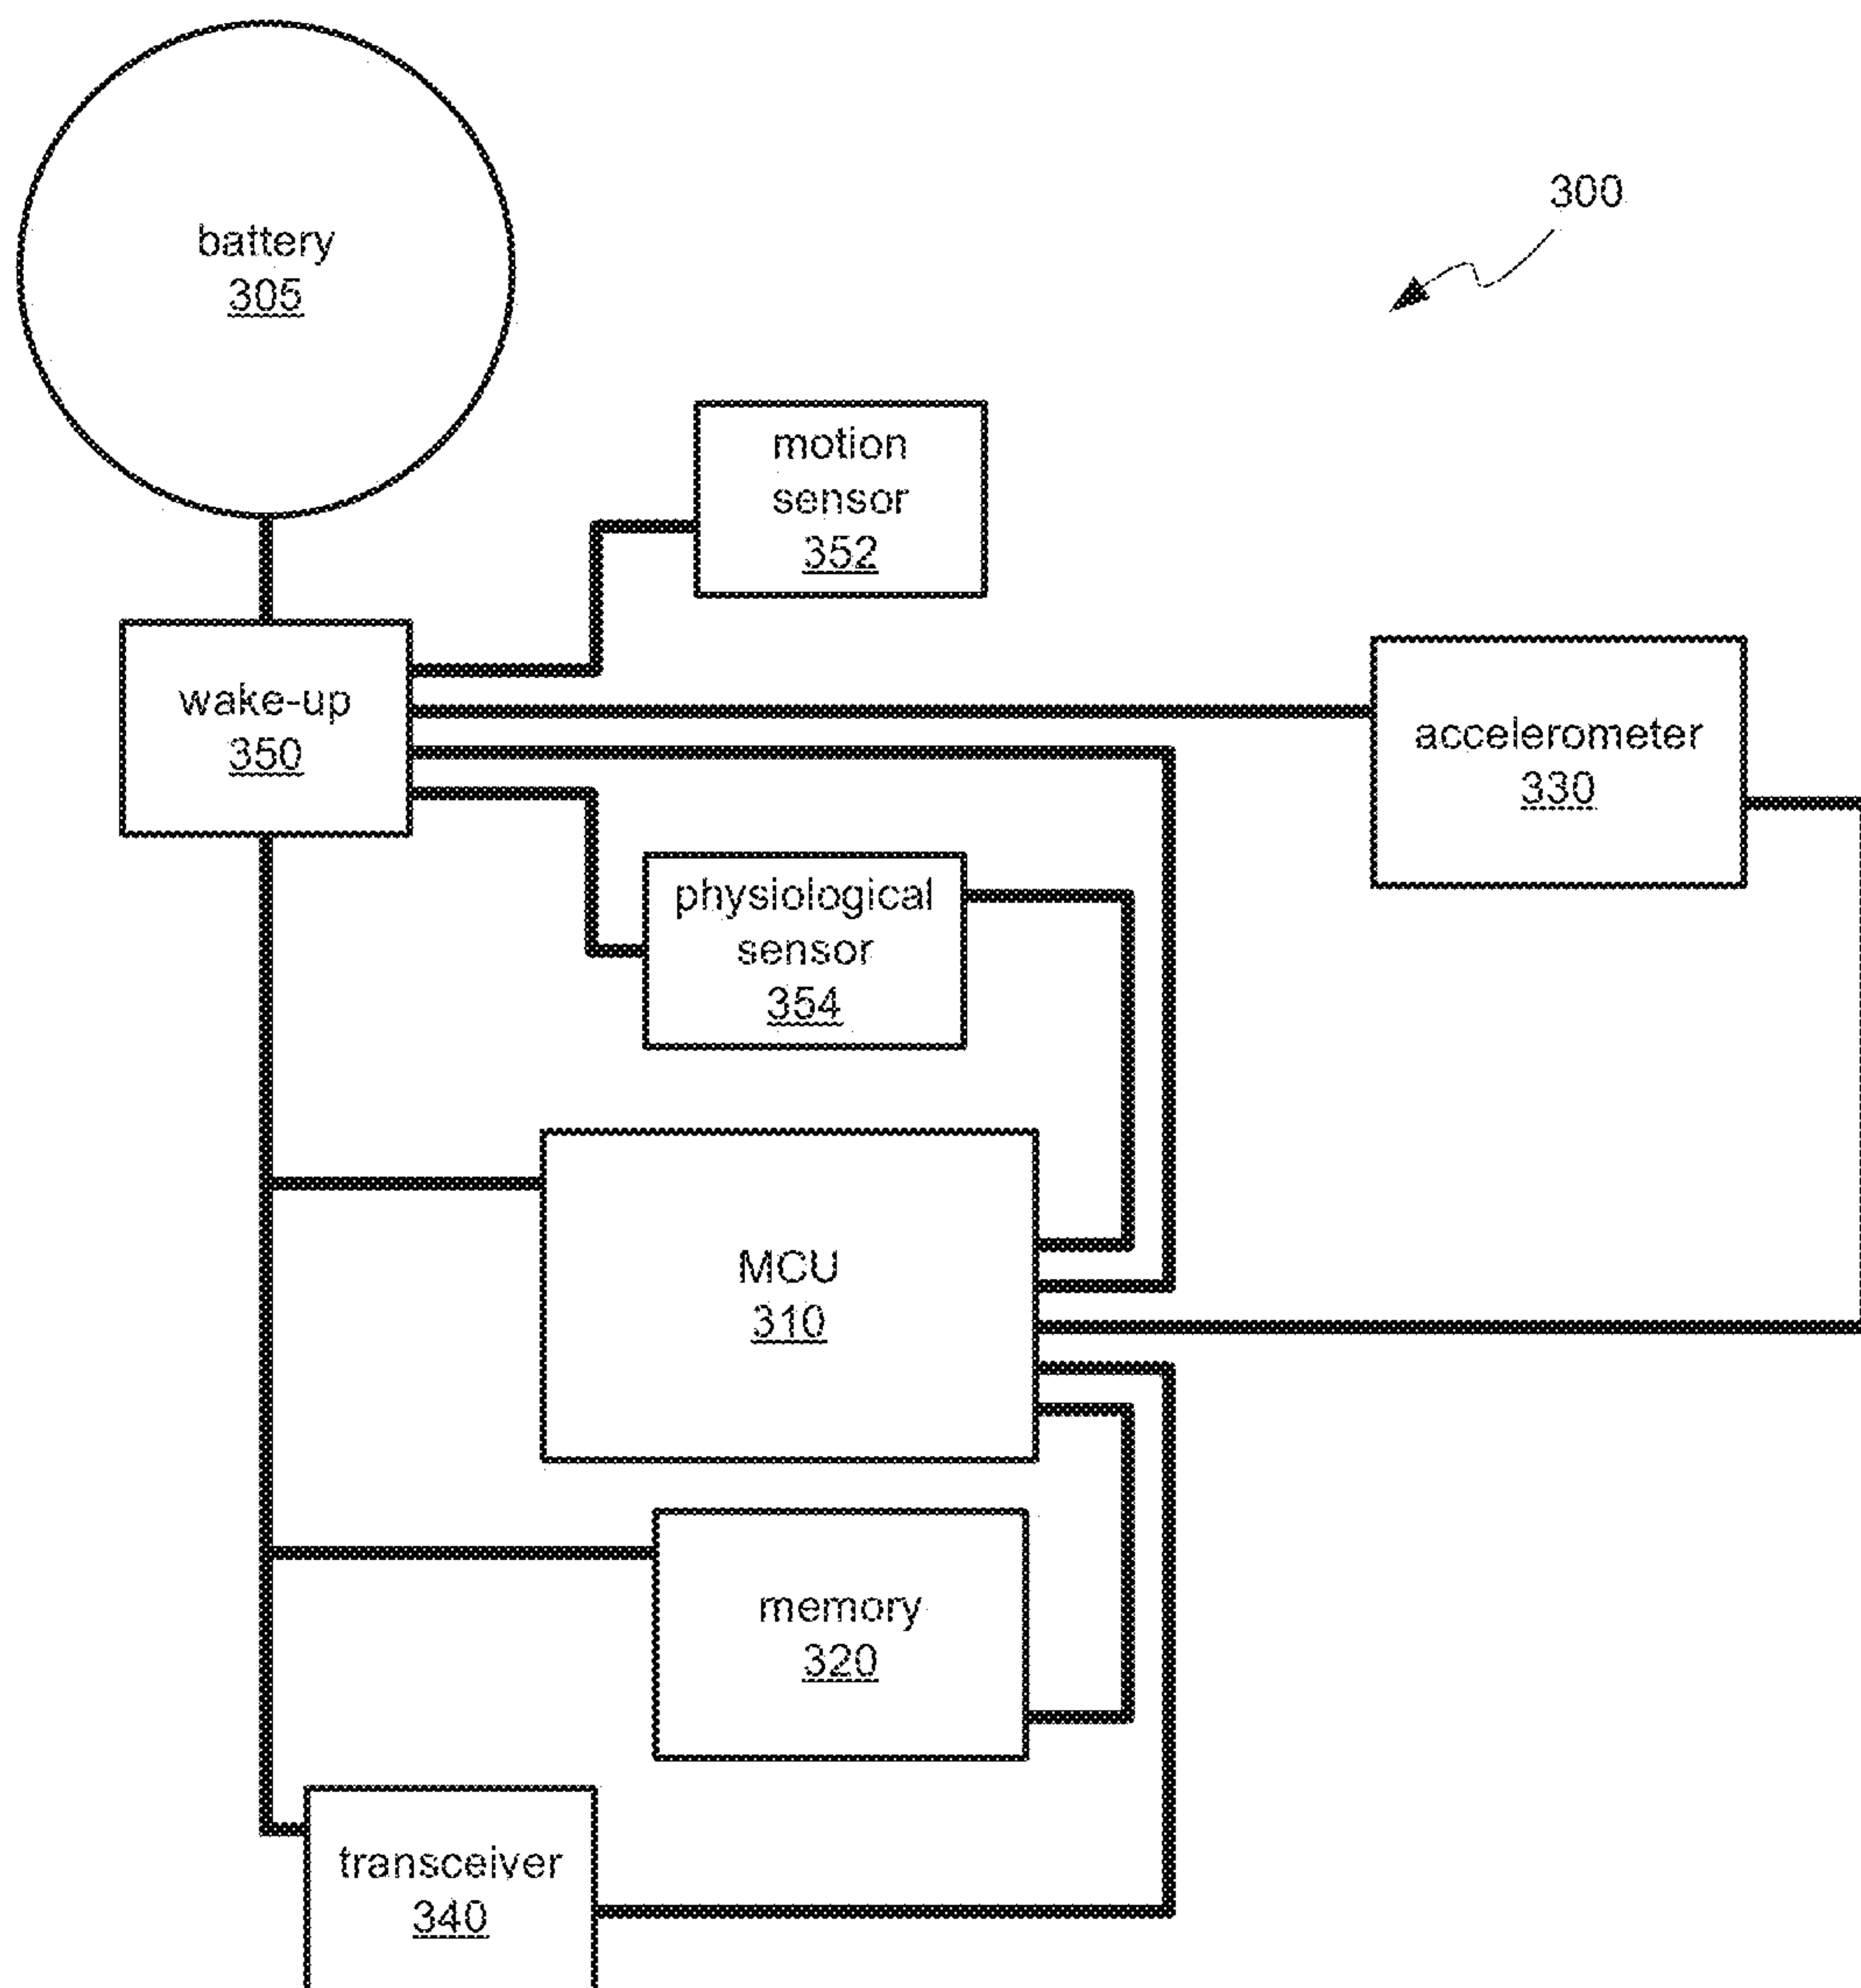 battery
305
300
motion
sensor
352
wake-up
350
accelerometer
330
physiological
sensor
354
MCU
310
memory
320
transceiver
340